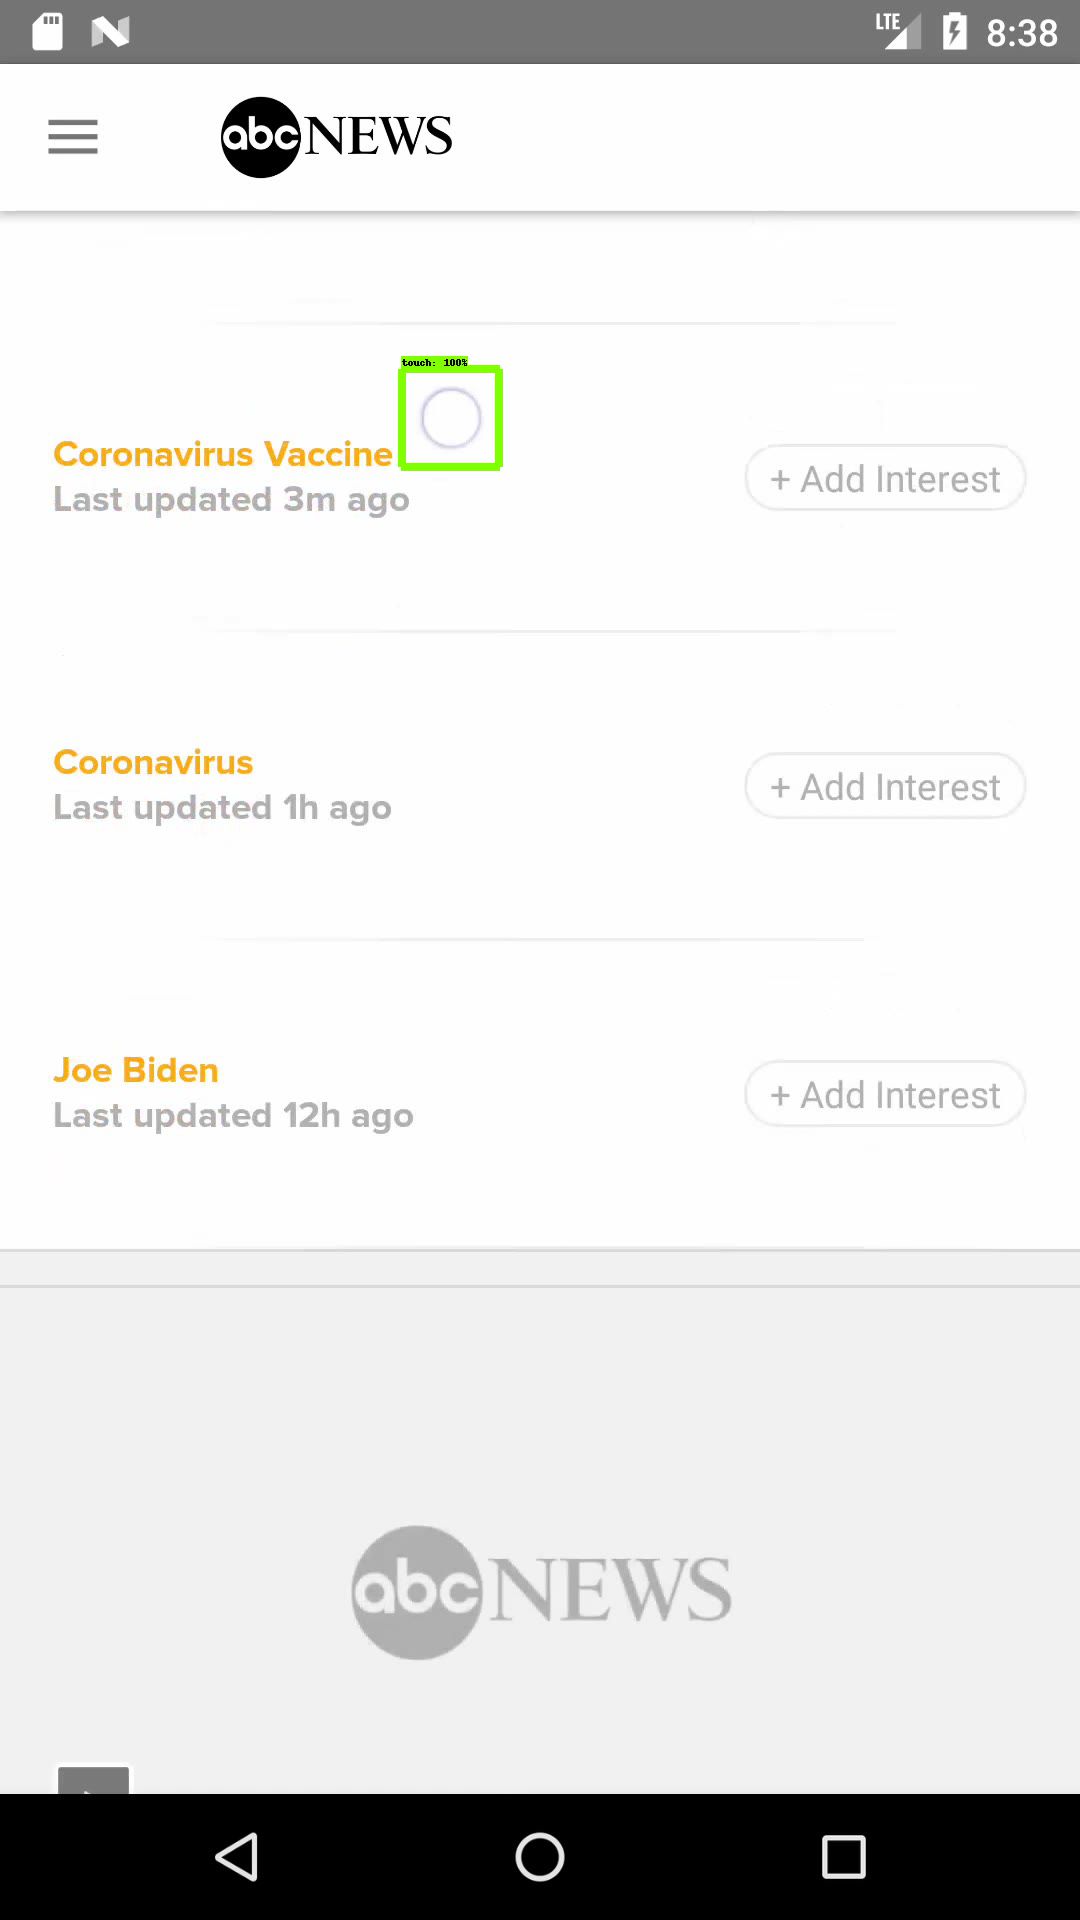 LTE 8:38
abc NEWS
touch: 100%
Coronavirus Vaccine
Last updated 3m ago
+ Add Interest
Coronavirus
Last updated 1h ago
+ Add Interest
Joe Biden
Last updated 12h ago
+ Add Interest
abc NEWS